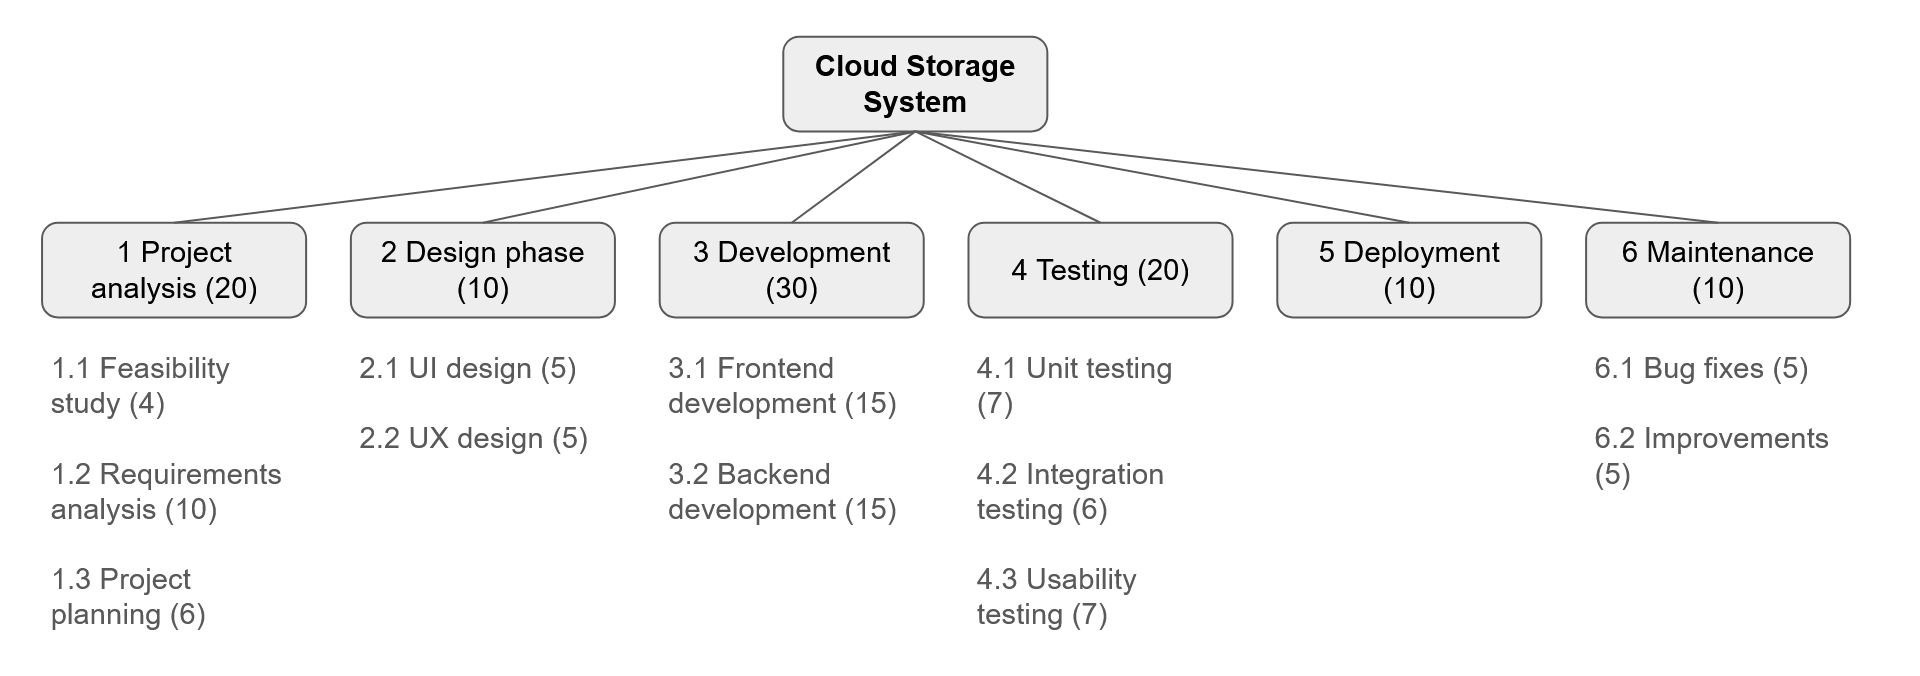 Cloud Storage
System
1 Project
analysis (20)
2 Design phase
(10)
3 Development
(30)
4 Testing (20)
5 Deployment
(10)
6 Maintenance
(10)
1.1 Feasibility
study (4)
1.2 Requirements
analysis (10)
1.3 Project
planning (6)
2.1 UI design (5)
2.2 UX design (5)
3.1 Frontend
development (15)
3.2 Backend
development (15)
4.1 Unit testing
(7)
4.2 Integration
testing (6)
4.3 Usability
testing (7)
6.1 Bug fixes (5)
6.2 Improvements
(5)